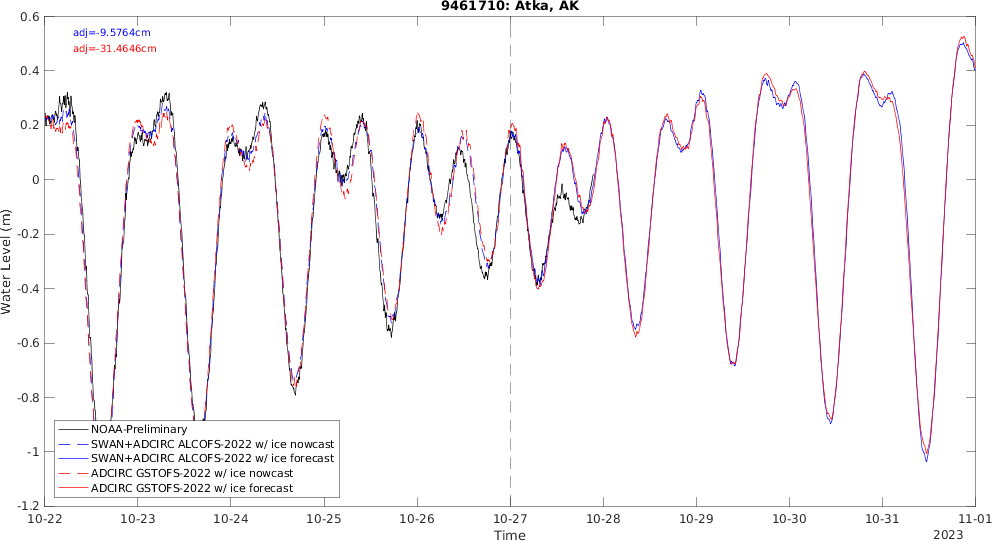 9461710: Atka, AK
adj=-9.5764cm
adj=-31.4646cm
0.6
0.4
0.2
0
-0.2
-0.4
-0.6
-0.8
-1
-1.2
Water Level (m)
NOAA-Preliminary
SWAN+ADCIRC ALCOFS-2022 w/ ice nowcast
SWAN+ADCIRC ALCOFS-2022 w/ ice forecast
ADCIRC GSTOFS-2022 w/ ice nowcast
ADCIRC GSTOFS-2022 w/ ice forecast
10-22 10-23 10-24 10-25 10-26 10-27 10-28 10-29 10-30 10-31 11-01
Time
2023